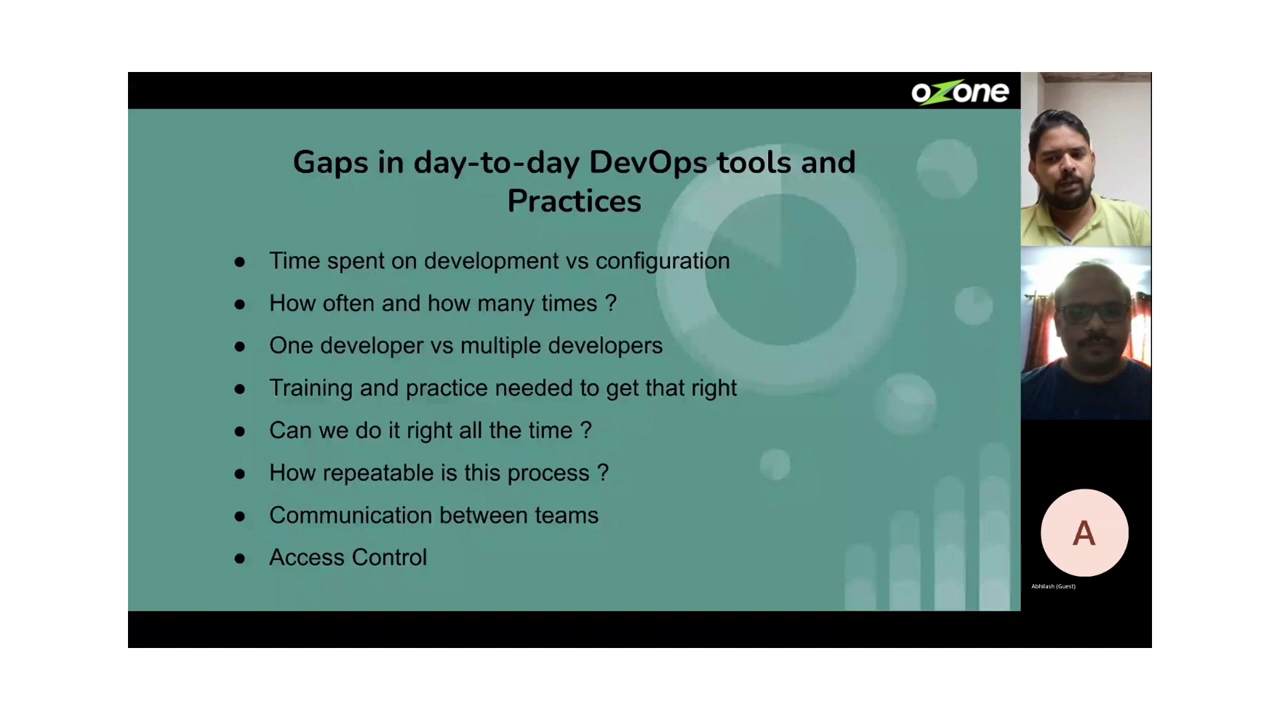 ozone
Gaps in day-to-day DevOps tools and
Practices
● Time spent on development vs configuration
● How often and how many times ?
● One developer vs multiple developers
● Training and practice needed to get that right
● Can we do it right all the time ?
● How repeatable is this process ?
● Communication between teams
● Access Control
A
Abhilash (Guest)